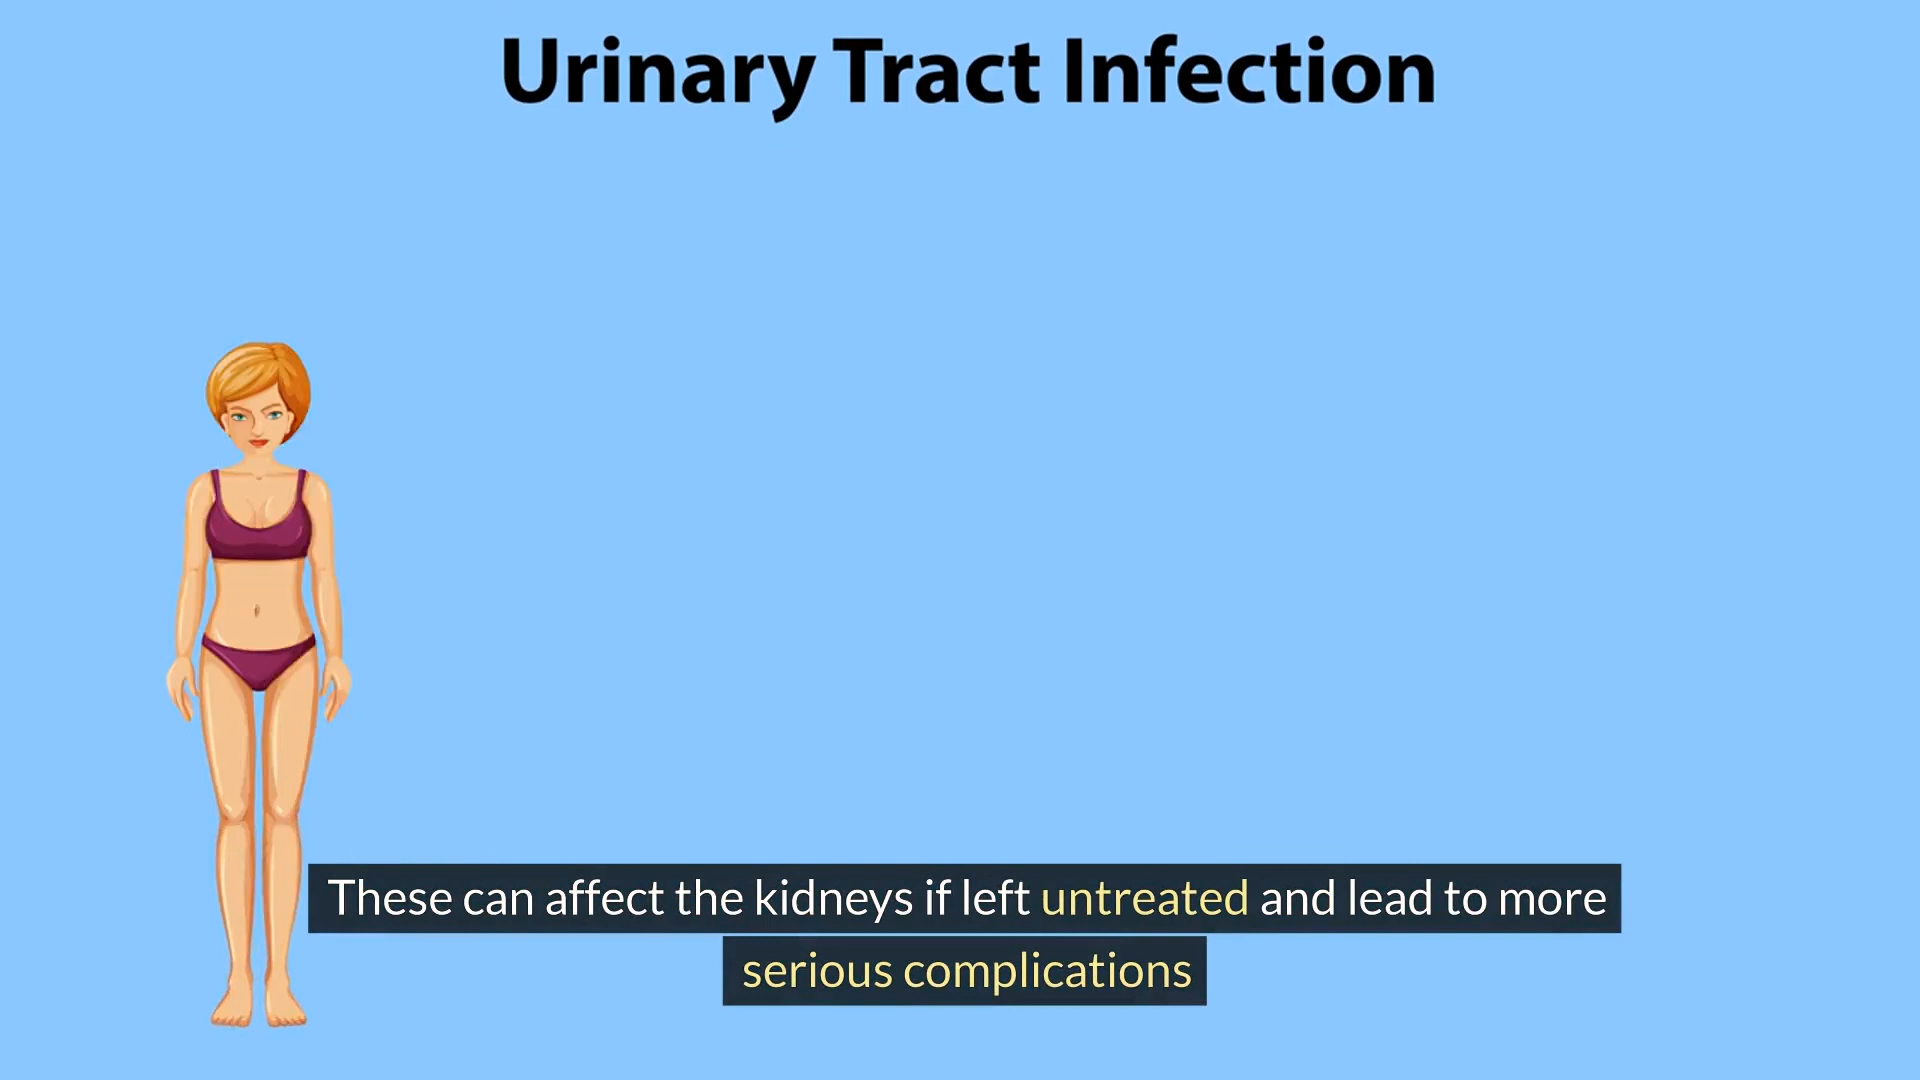 Urinary Tract Infection
These can affect the kidneys if left untreated and lead to more
serious complications